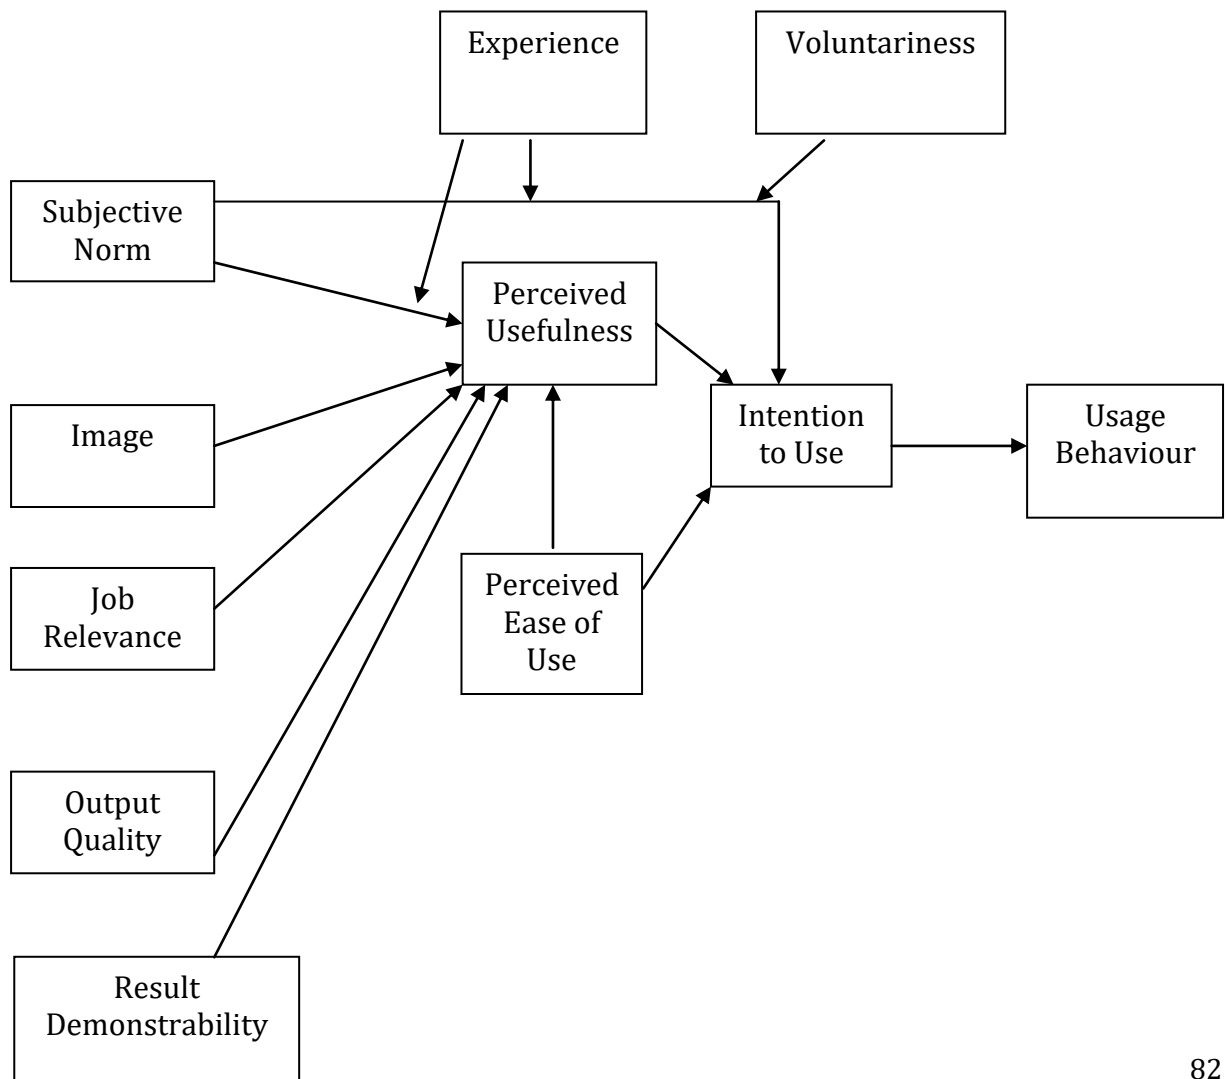 Experience
Voluntariness
Subjective
Norm
Perceived
Usefulness
Image
Intention
to Use
Usage
Behaviour
Job
Relevance
Perceived
Ease of
Use
Output
Quality
Result
Demonstrability
82